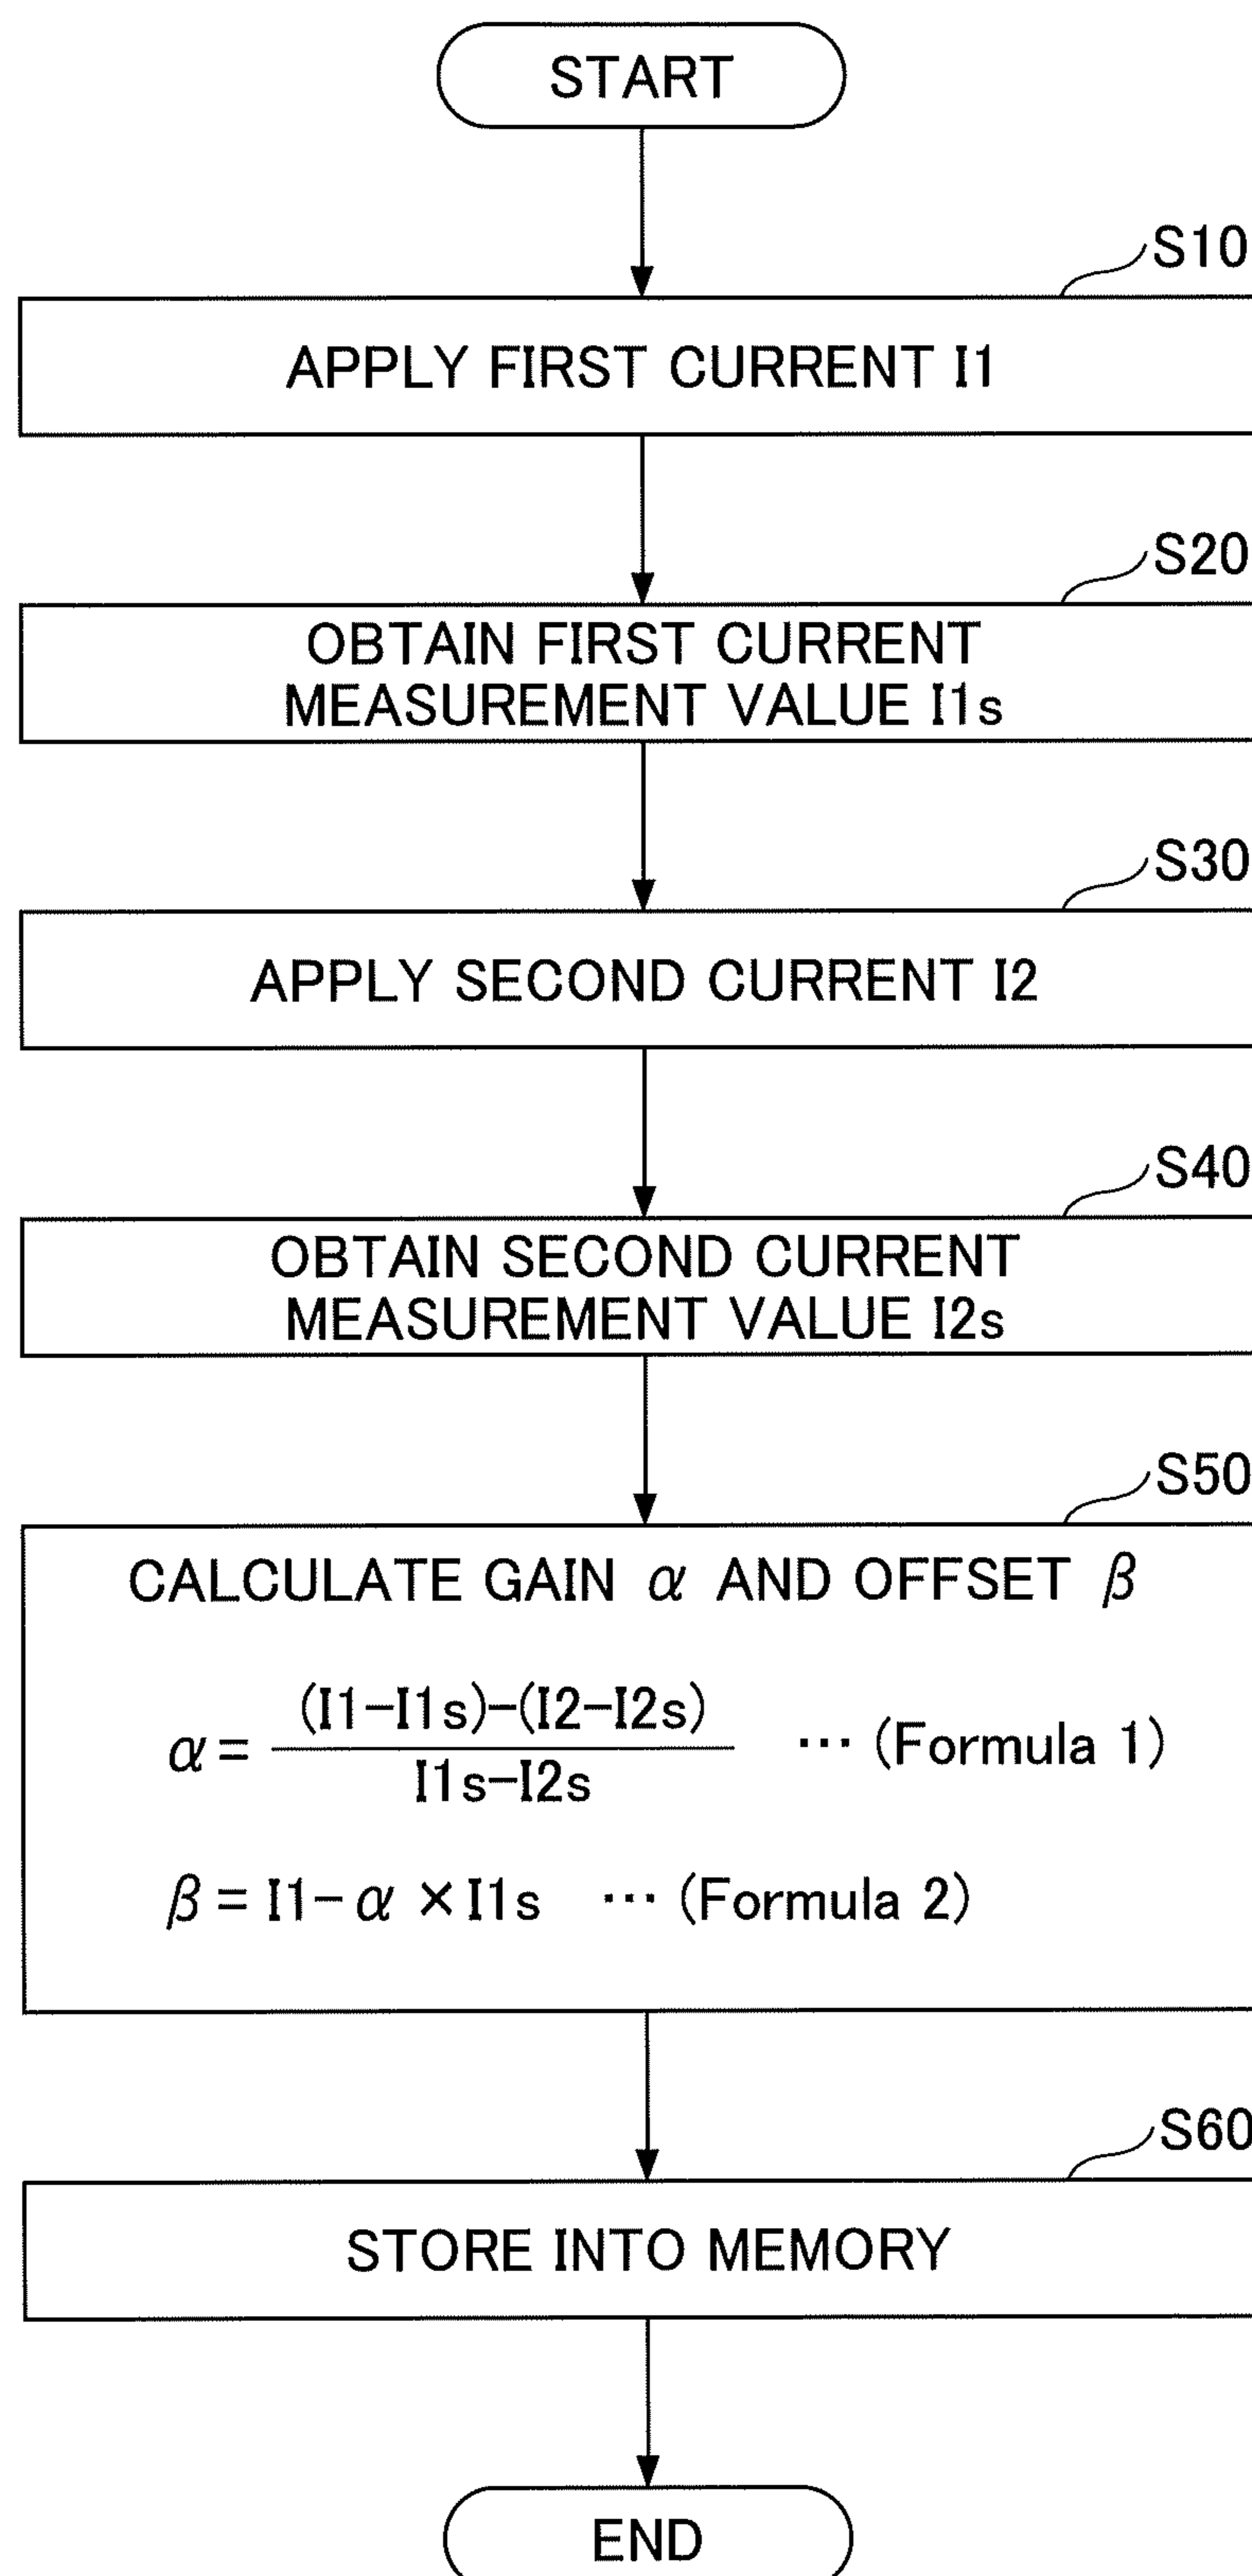 START
S10
APPLY FIRST CURRENT I1
S20
OBTAIN FIRST CURRENT
MEASUREMENT VALUE I1s
S30
APPLY SECOND CURRENT I2
S40
OBTAIN SECOND CURRENT
MEASUREMENT VALUE I2s
S50
CALCULATE GAIN α AND OFFSET β
(I1−I1s)−(I2−I2s)
α = ⋯ (Formula 1)
I1s−I2s
β = I1−α × I1s ⋯ (Formula 2)
S60
STORE INTO MEMORY
END